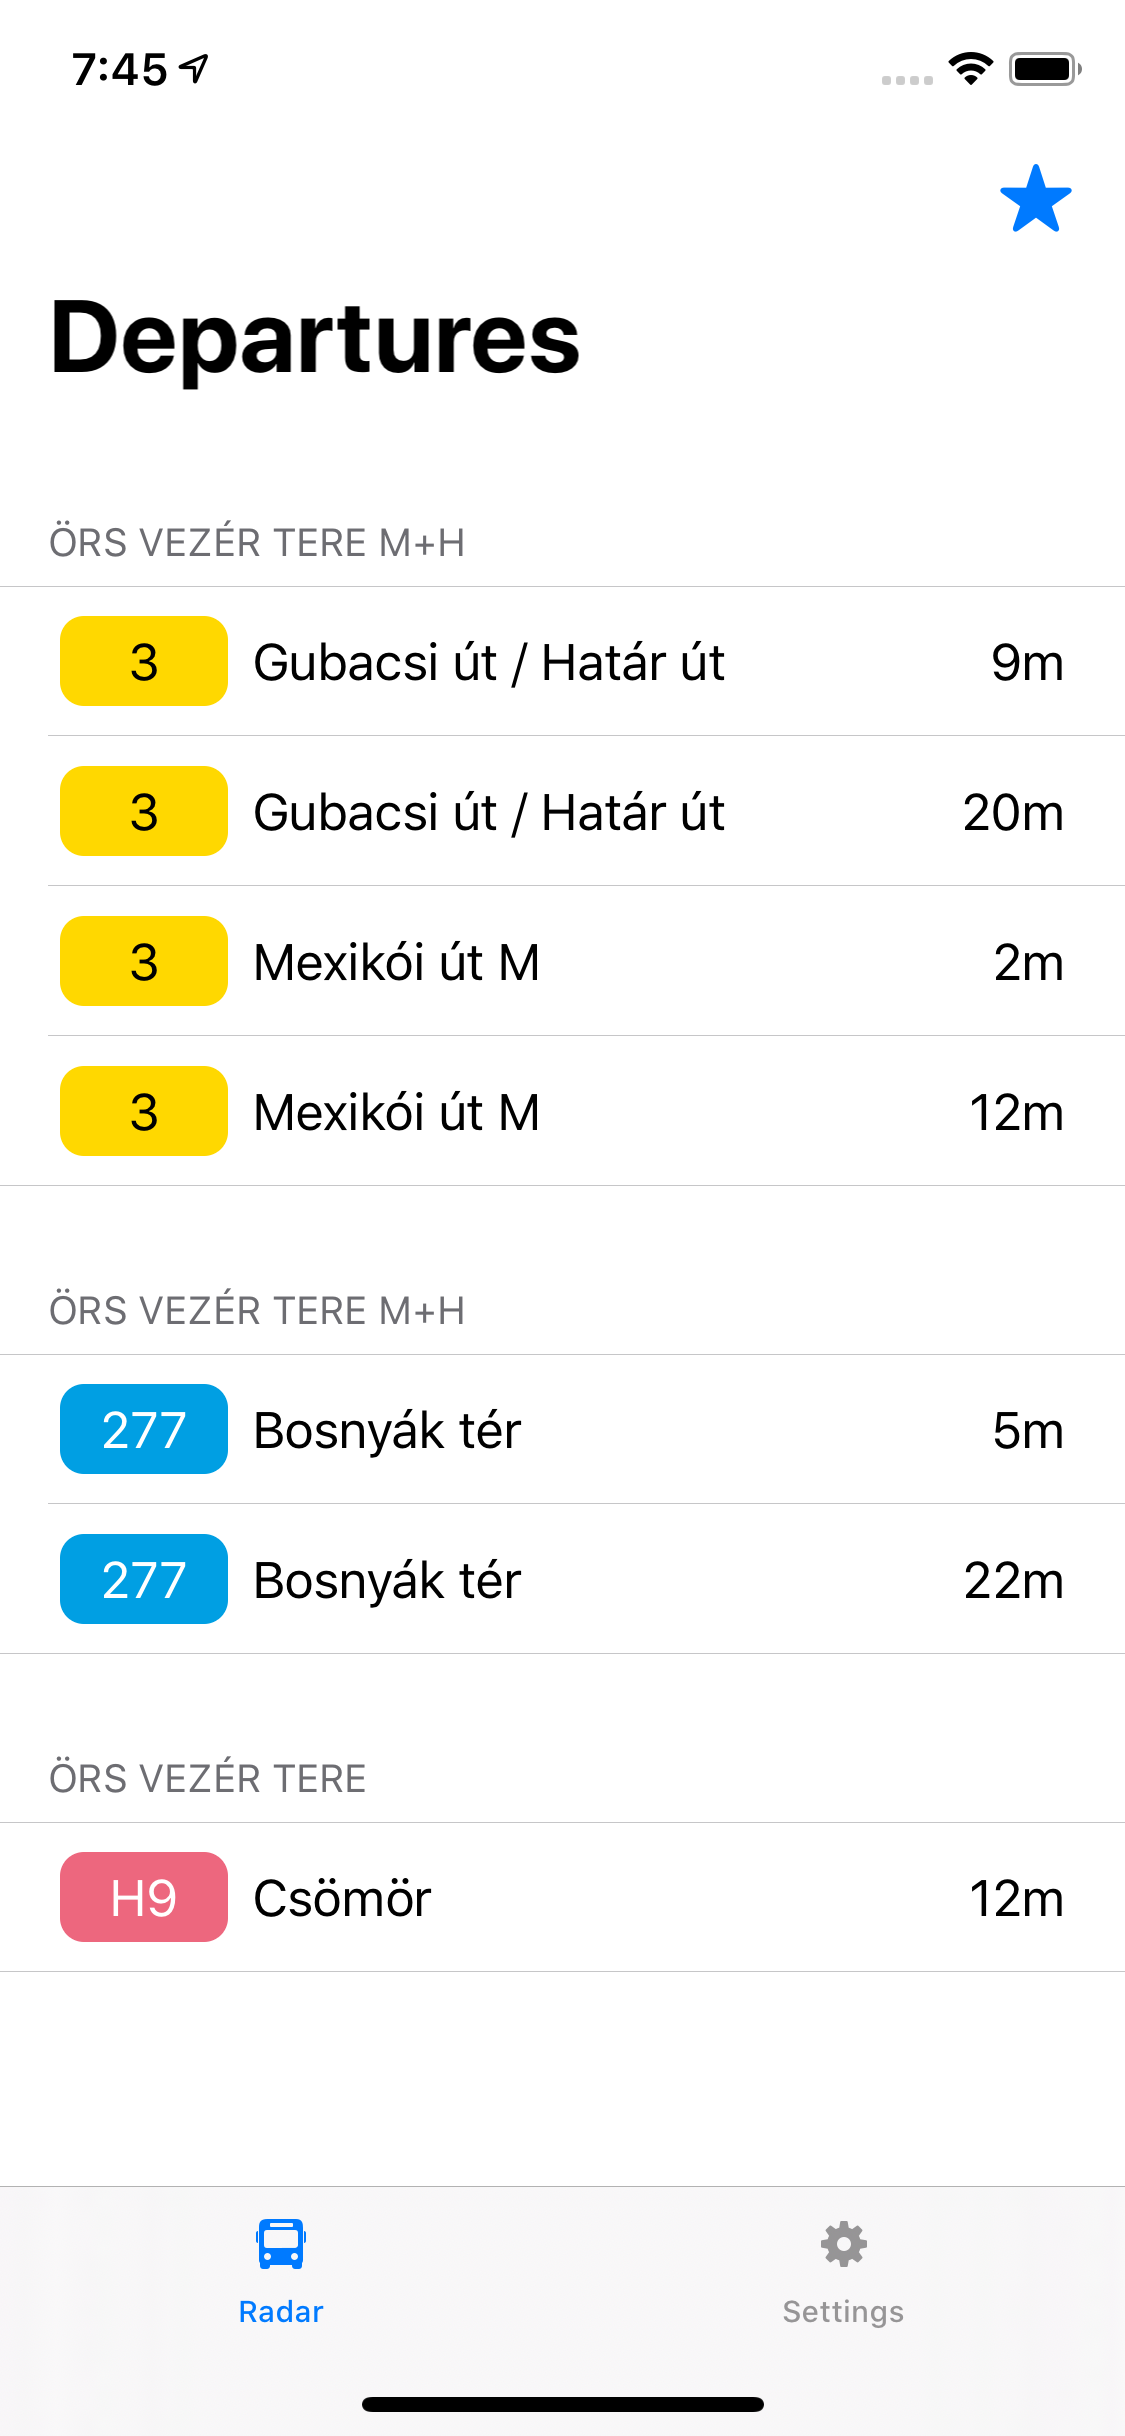 7:45
Departures
ÖRS VEZÉR TERE M+H
3 Gubacsi út / Határ út 9m
3 Gubacsi út / Határ út 20m
3 Mexikói út M 2m
3 Mexikói út M 12m
ÖRS VEZÉR TERE M+H
277 Bosnyák tér 5m
277 Bosnyák tér 22m
ÖRS VEZÉR TERE
H9 Csömör 12m
Radar Settings